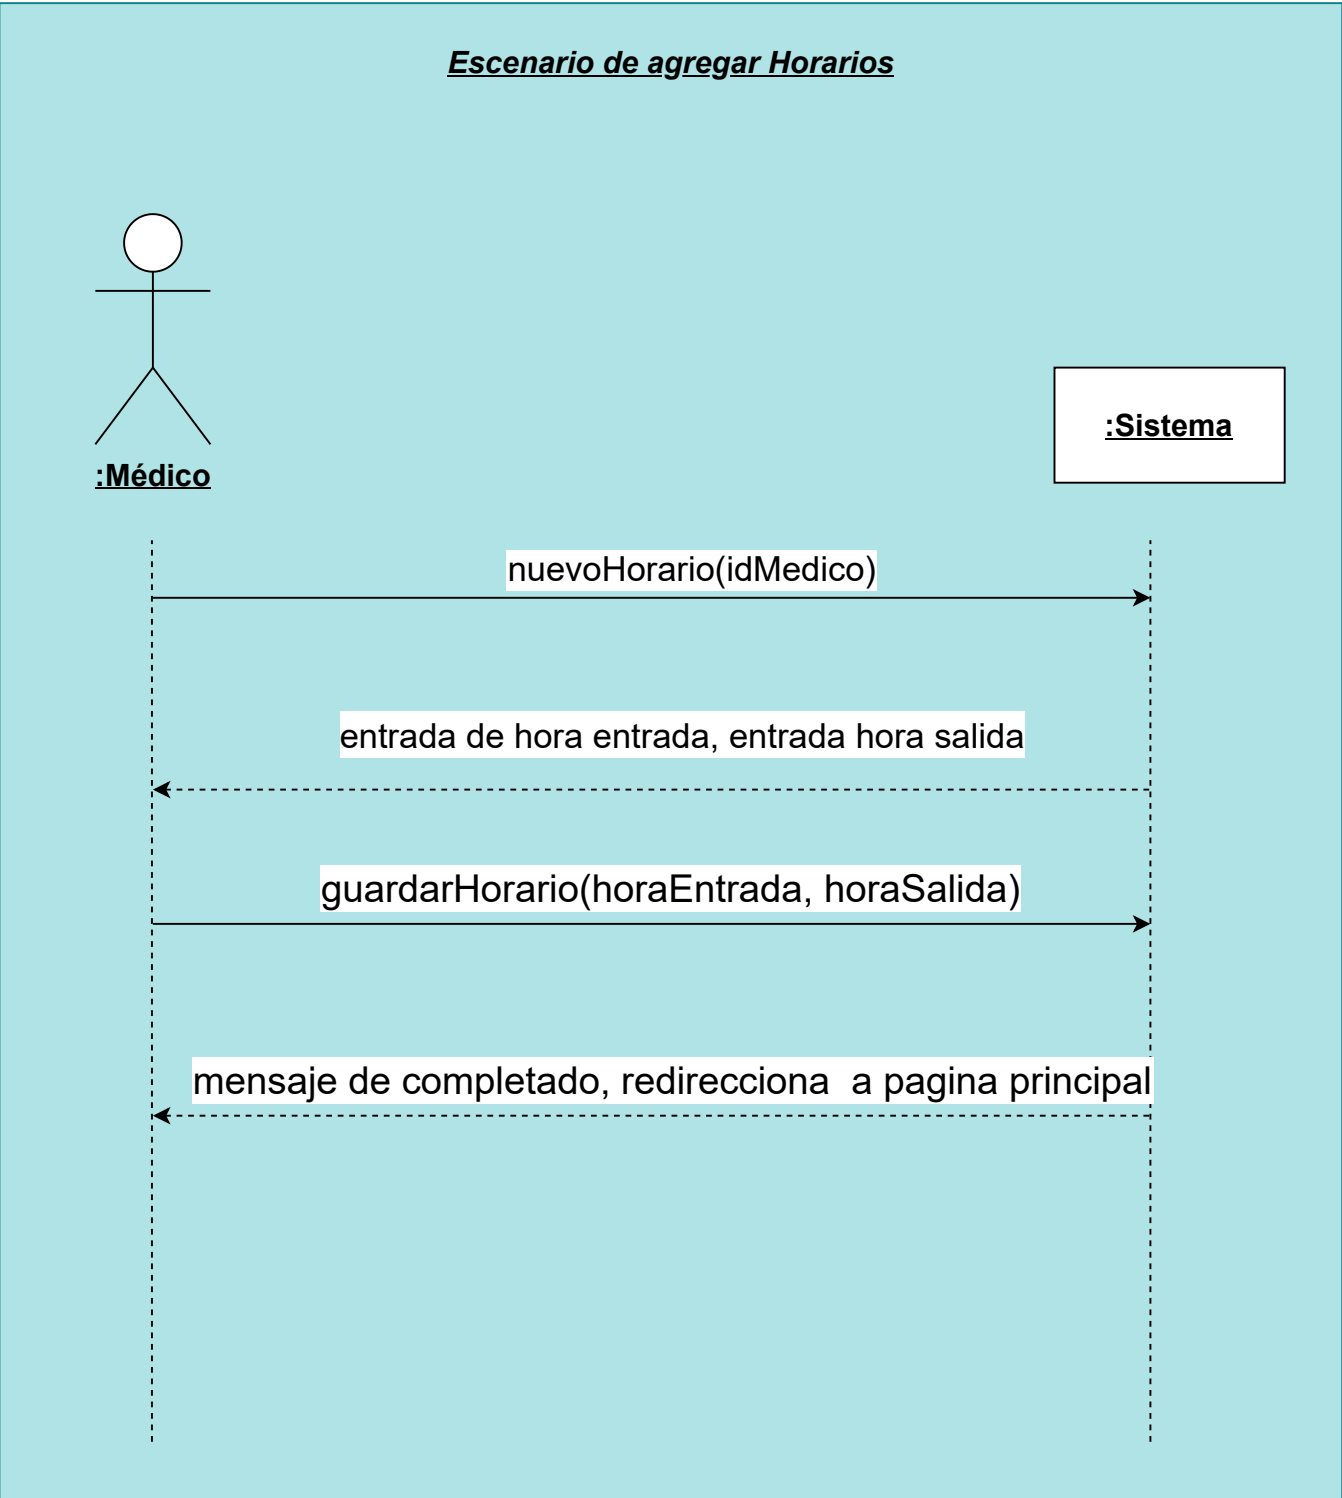 Escenario de agregar Horarios
:Médico
:Sistema
nuevoHorario(idMedico)
entrada de hora entrada, entrada hora salida
guardarHorario(horaEntrada, horaSalida)
mensaje de completado, redirecciona  a pagina principal